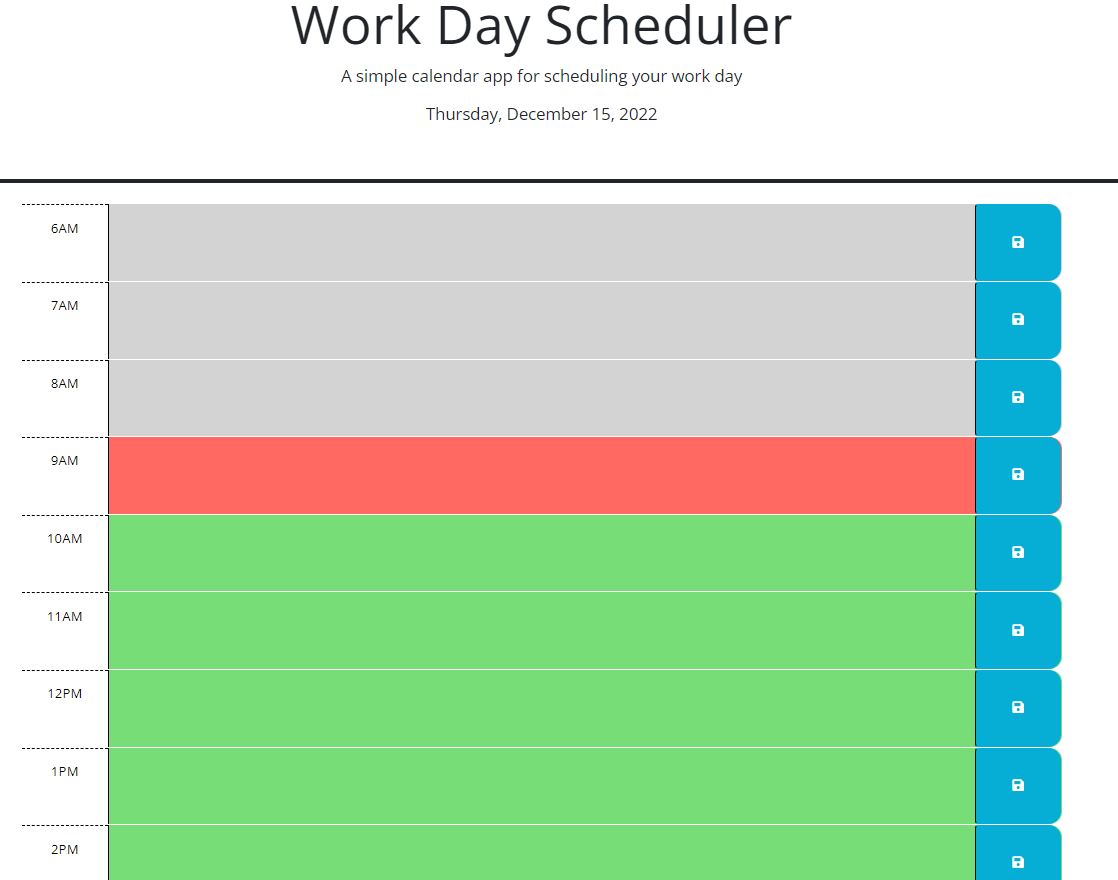 Work Day Scheduler
A simple calendar app for scheduling your work day
Thursday, December 15, 2022
6AM
7AM
8AM
9AM
10AM
11AM
12PM
1PM
2PM